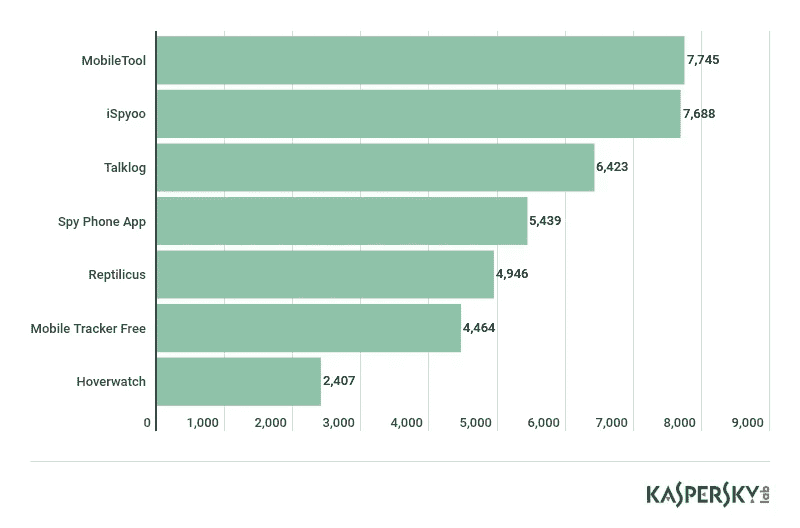 MobileTool 7,745
iSpyoo 7,688
Talklog 6,423
Spy Phone App 5,439
Reptilicus 4,946
Mobile Tracker Free 4,464
Hoverwatch 2,407
0 1,000 2,000 3,000 4,000 5,000 6,000 7,000 8,000 9,000
KASPERSKY lab